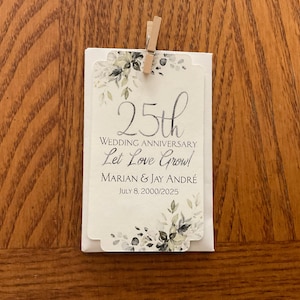 25th
WEDDING ANNIVERSARY
Let Love Grow!
MARIAN & JAY ANDRÉ
JULY 8, 2000/2025